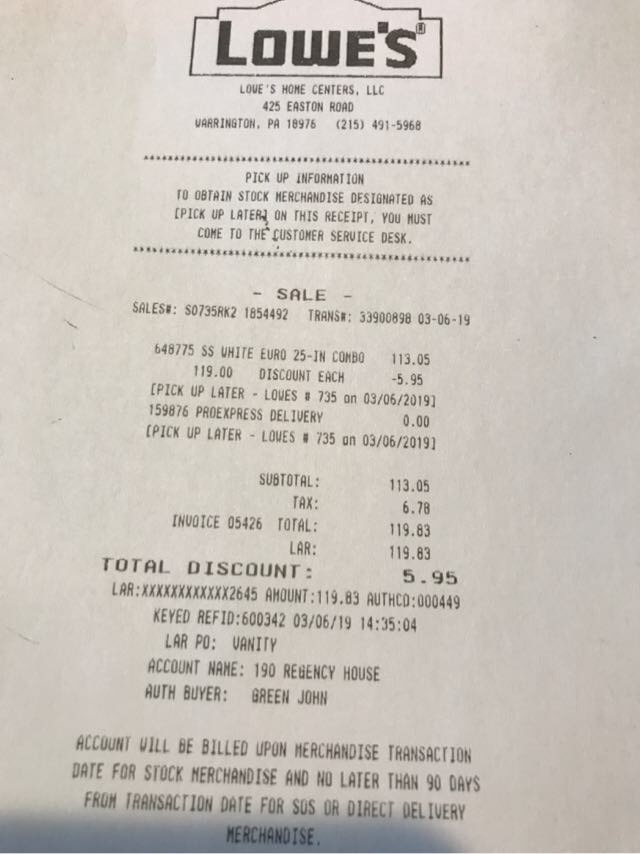 LOWE'S®
LOWE'S HOME CENTERS, LLC
425 EASTON ROAD
WARRINGTON, PA 18976 (215) 491-5968
**********************************************
PICK UP INFORMATION
TO OBTAIN STOCK MERCHANDISE DESIGNATED AS
[PICK UP LATER] ON THIS RECEIPT, YOU MUST
COME TO THE CUSTOMER SERVICE DESK.
**********************************************
- SALE -
SALES#: S0735RK2 1854492 TRANS#: 33900898 03-06-19
648775 SS WHITE EURO 25-IN COMBO 113.05
119.00 DISCOUNT EACH -5.95
[PICK UP LATER - LOWES # 735 on 03/06/2019]
159876 PROEXPRESS DELIVERY 0.00
[PICK UP LATER - LOWES # 735 on 03/06/2019]
SUBTOTAL: 113.05
TAX: 6.78
INVOICE 05426 TOTAL: 119.83
LAR: 119.83
TOTAL DISCOUNT: 5.95
LAR:XXXXXXXXXXXX2645 AMOUNT:119.83 AUTHCD:000449
KEYED REFID:600342 03/06/19 14:35:04
LAR PO: VANITY
ACCOUNT NAME: 190 REGENCY HOUSE
AUTH BUYER: GREEN JOHN
ACCOUNT WILL BE BILLED UPON MERCHANDISE TRANSACTION
DATE FOR STOCK MERCHANDISE AND NO LATER THAN 90 DAYS
FROM TRANSACTION DATE FOR SOS OR DIRECT DELIVERY
MERCHANDISE.